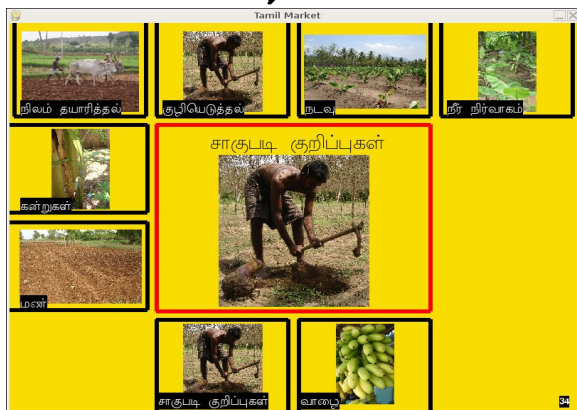 Tamil Market
நிலம் தயாரித்தல்
குழியெடுத்தல்
நடவு
நீர் நிர்வாகம்
சாகுபடி குறிப்புகள்
கன்றுகள்
மண்
சாகுபடி குறிப்புகள்
வாழை
34